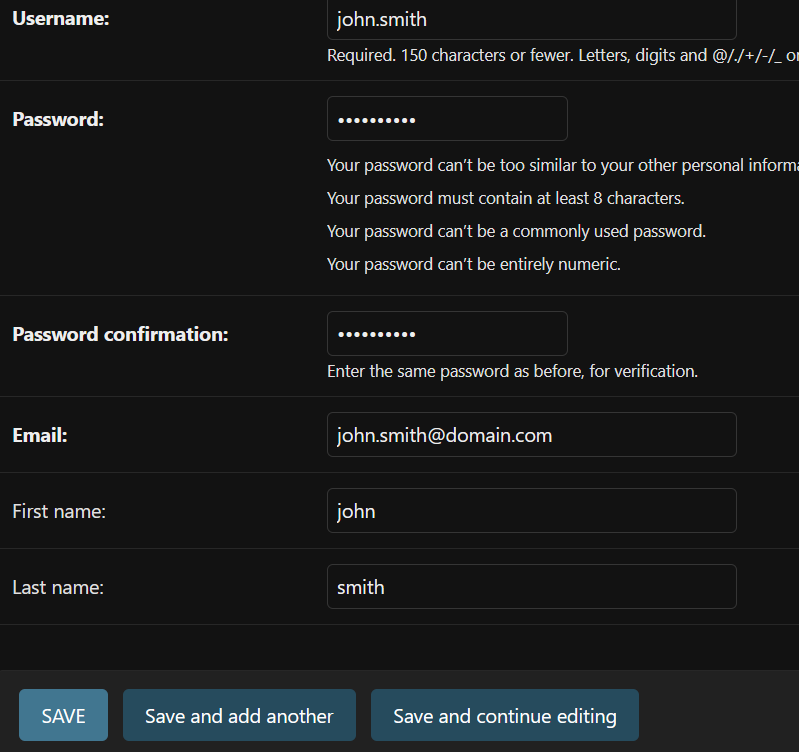 Username:
john.smith
Required. 150 characters or fewer. Letters, digits and @/./+/-/_
Password:
••••••••••
Your password can’t be too similar to your other personal
Your password must contain at least 8 characters.
Your password can’t be a commonly used password.
Your password can’t be entirely numeric.
Password confirmation:
••••••••••
Enter the same password as before, for verification.
Email:
john.smith@domain.com
First name:
john
Last name:
smith
SAVE
Save and add another
Save and continue editing